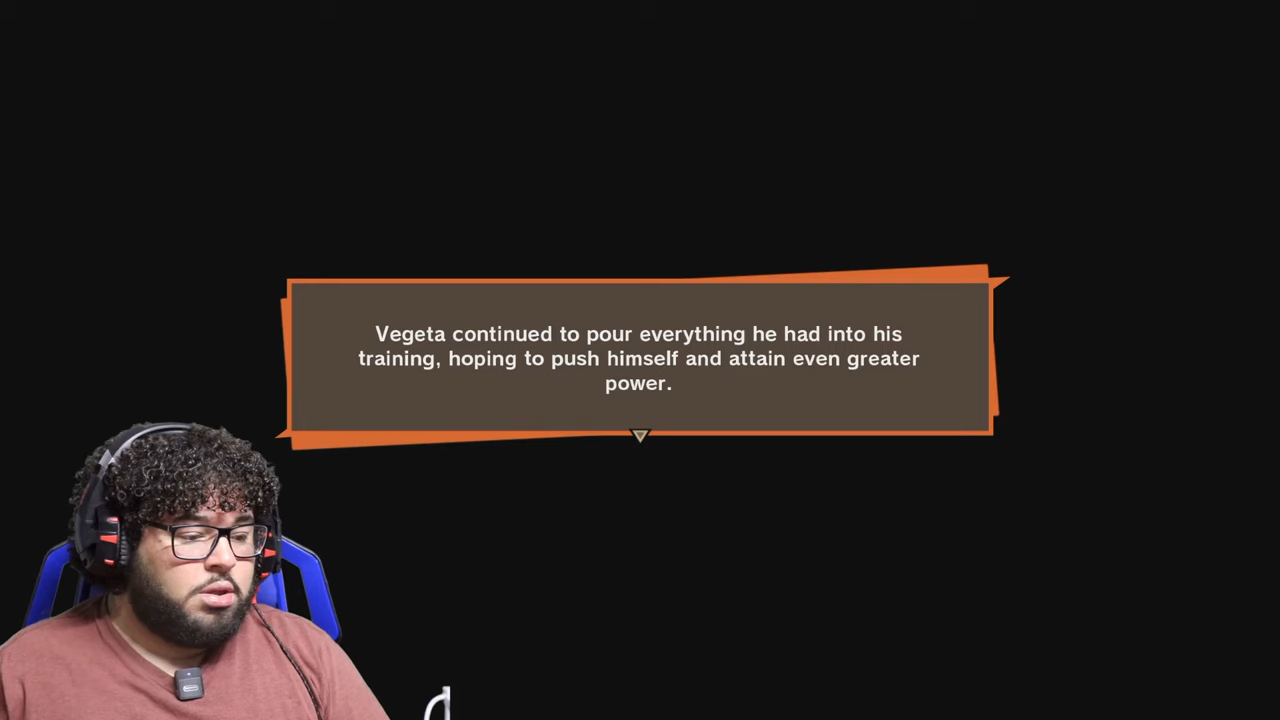 Vegeta continued to pour everything he had into his
training, hoping to push himself and attain even greater
power.